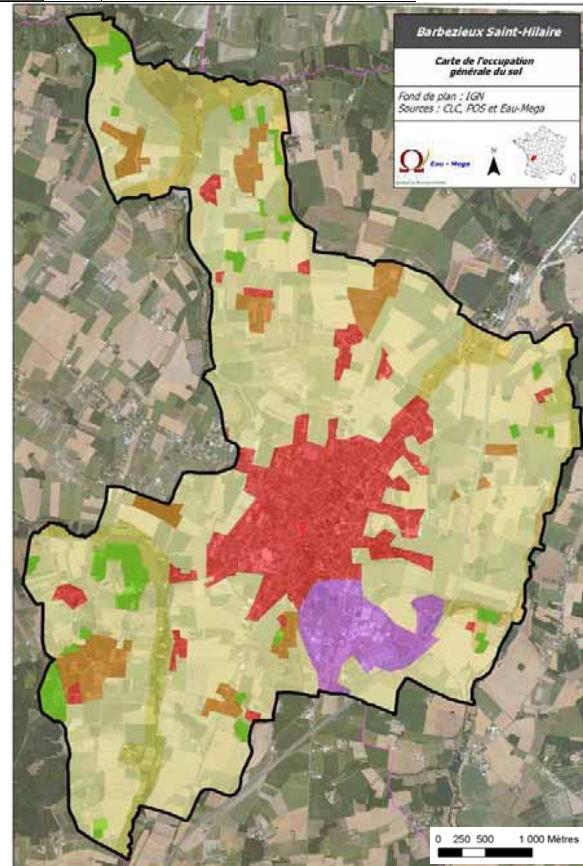 Barbezieux Saint-Hilaire
Carte de l'occupation
générale du sol
Fond de plan : IGN
Sources : CLC, POS et Eau-Mega
Eau - Mega
N
0 250 500 1 000 Mètres